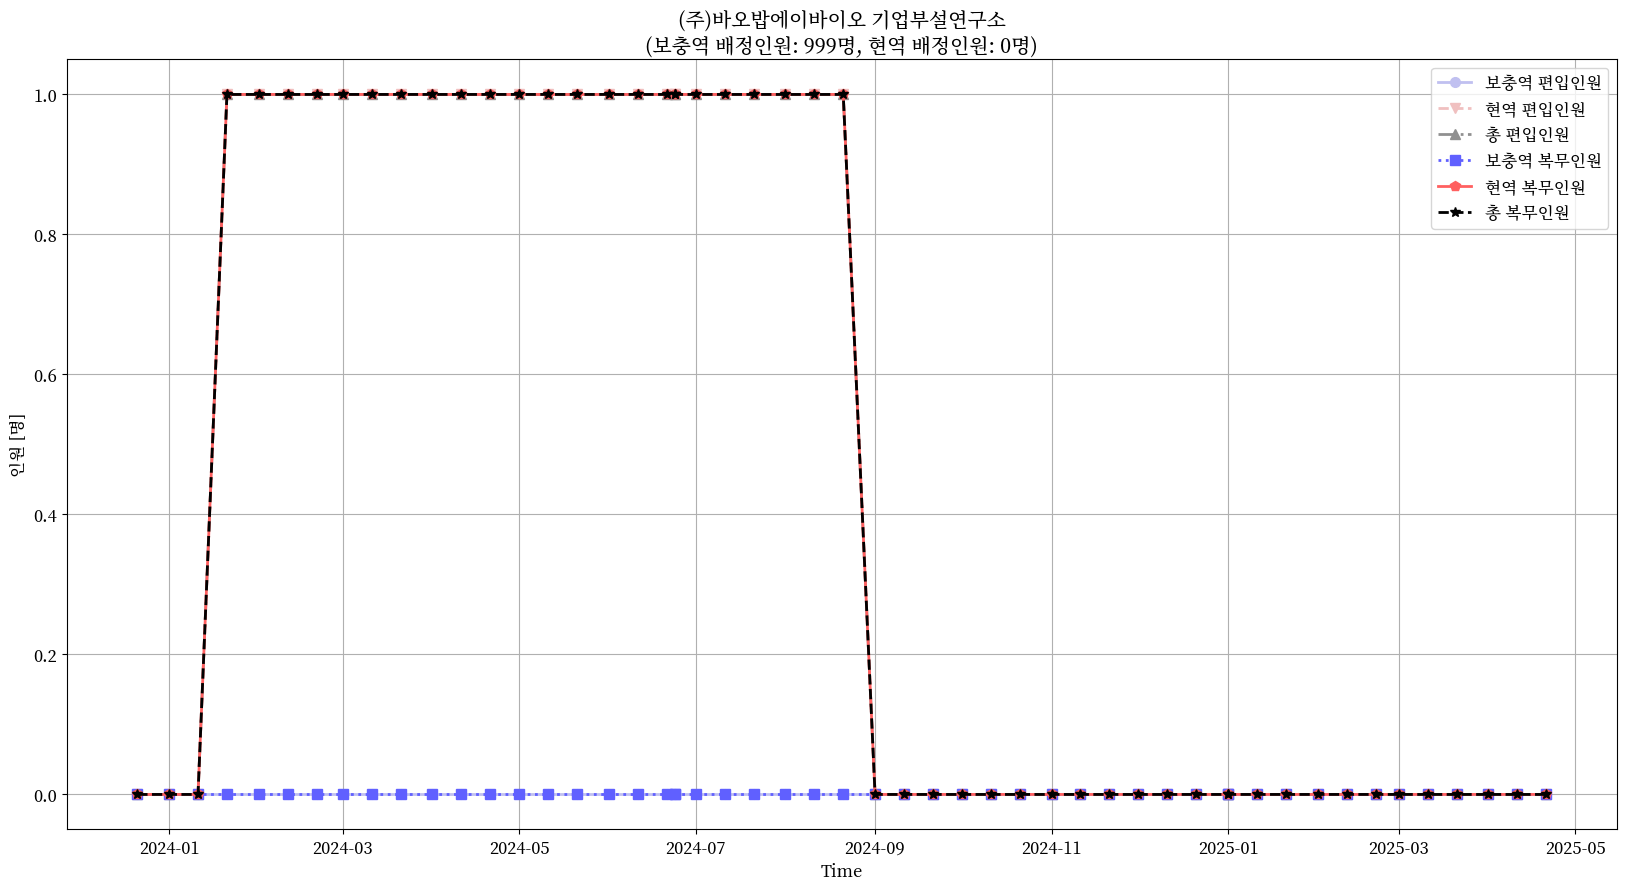 (주)바오밥에이바이오 기업부설연구소
(보충역 배정인원: 999명, 현역 배정인원: 0명)
보충역 편입인원
현역 편입인원
총 편입인원
보충역 복무인원
현역 복무인원
총 복무인원
인원 [명]
1.0
0.8
0.6
0.4
0.2
0.0
2024-01
2024-03
2024-05
2024-07
2024-09
2024-11
2025-01
2025-03
2025-05
Time